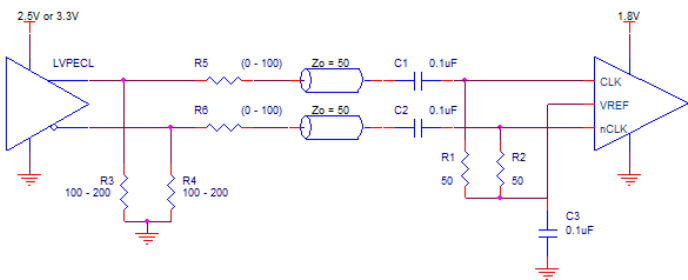 2.5V or 3.3V
1.8V
LVPECL
R5 (0 - 100) Zo = 50 C1 0.1uF
CLK
R6 (0 - 100) Zo = 50 C2 0.1uF
VREF
nCLK
R3
100 - 200
R4
100 - 200
R1
50
R2
50
C3
0.1uF